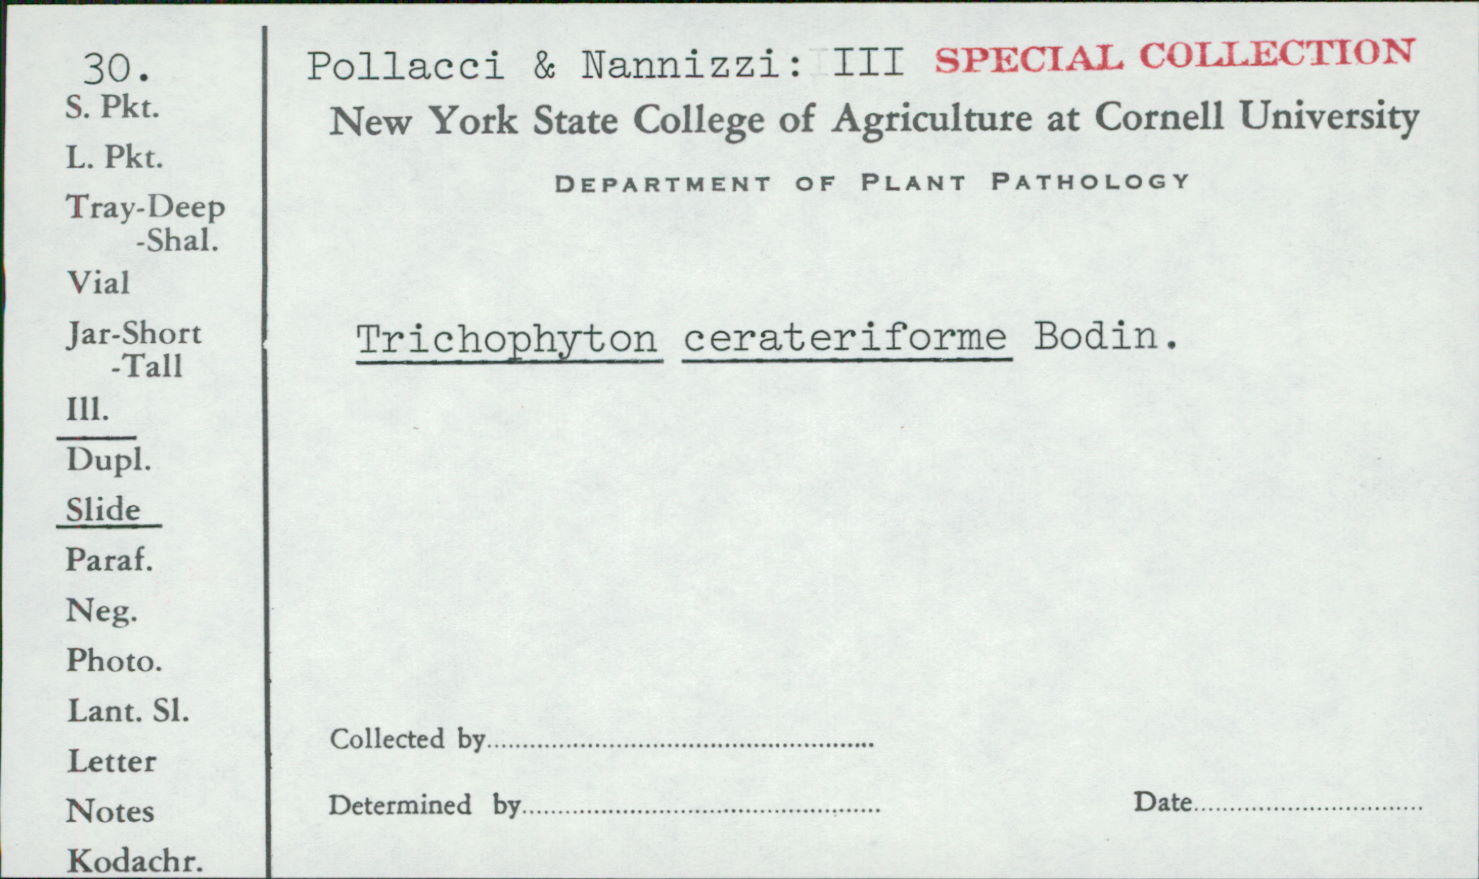 30.
S. Pkt.
L. Pkt.
Tray-Deep
-Shal.
Vial
Jar-Short
-Tall
Ill.
Dupl.
Slide
Paraf.
Neg.
Photo.
Lant. Sl.
Letter
Notes
Kodachr.
Pollacci & Nannizzi: III SPECIAL COLLECTION
New York State College of Agriculture at Cornell University
DEPARTMENT OF PLANT PATHOLOGY
Trichophyton cerateriforme Bodin.
Collected by
Determined by
Date